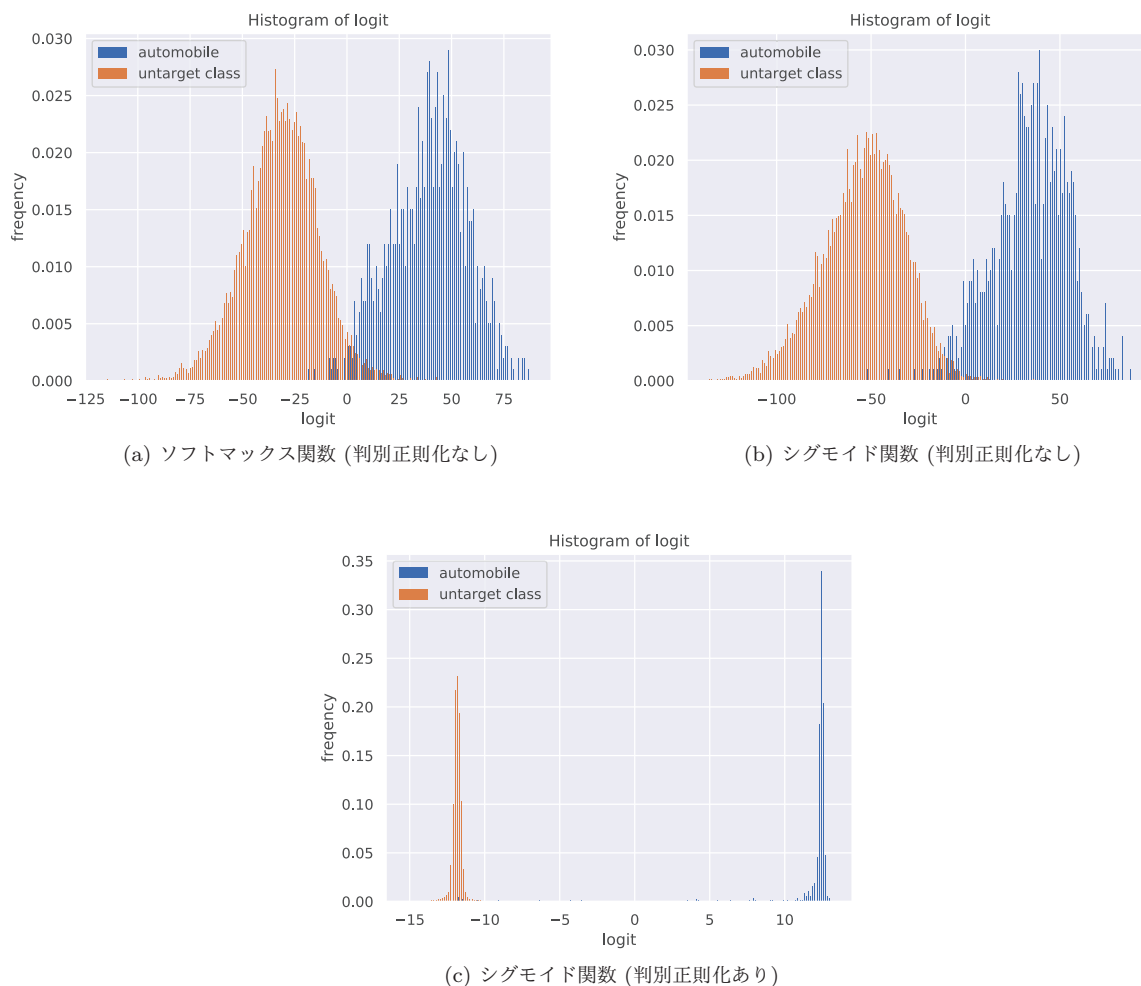 Histogram of logit
0.030
0.025
0.020
0.015
0.010
0.005
0.000
freqency
automobile
untarget class
−125 −100 −75 −50 −25 0 25 50 75
logit
(a) ソフトマックス関数 (判別正則化なし)
Histogram of logit
0.030
0.025
0.020
0.015
0.010
0.005
0.000
freqency
automobile
untarget class
−100 −50 0 50
logit
(b) シグモイド関数 (判別正則化なし)
Histogram of logit
0.35
0.30
0.25
0.20
0.15
0.10
0.05
0.00
freqency
automobile
untarget class
−15 −10 −5 0 5 10
logit
(c) シグモイド関数 (判別正則化あり)